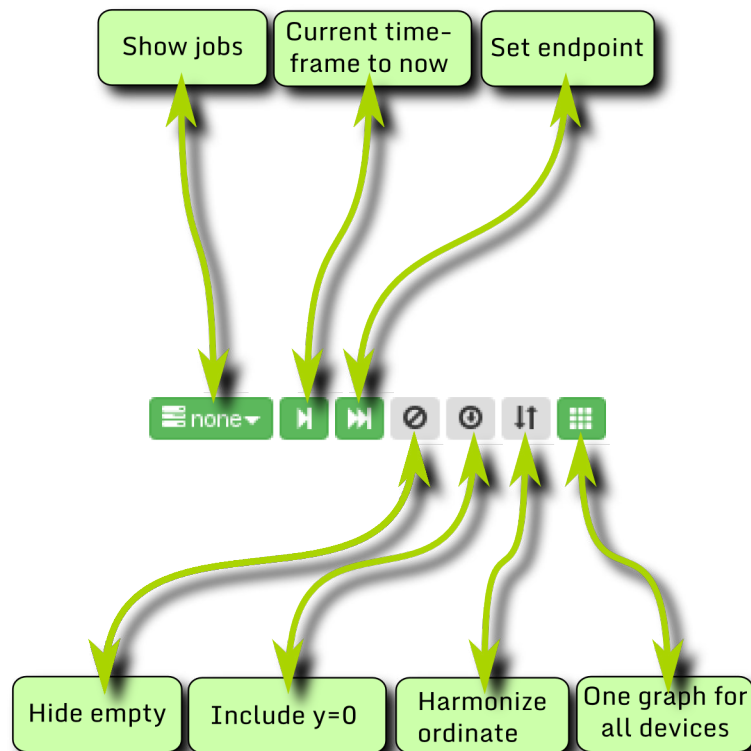 Show jobs
Current time-
frame to now
Set endpoint
none
Hide empty
Include y=0
Harmonize
ordinate
One graph for
all devices